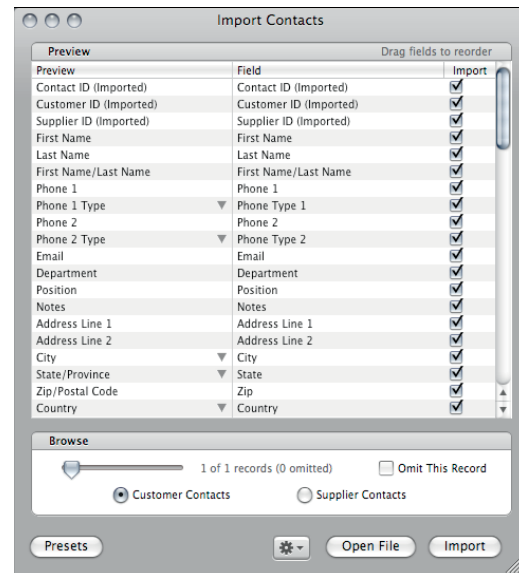 Import Contacts
Preview Drag fields to reorder
Preview Field Import
Contact ID (Imported) Contact ID (Imported)
Customer ID (Imported) Customer ID (Imported)
Supplier ID (Imported) Supplier ID (Imported)
First Name First Name
Last Name Last Name
First Name/Last Name First Name/Last Name
Phone 1 Phone 1
Phone 1 Type Phone Type 1
Phone 2 Phone 2
Phone 2 Type Phone Type 2
Email Email
Department Department
Position Position
Notes Notes
Address Line 1 Address Line 1
Address Line 2 Address Line 2
City City
State/Province State
Zip/Postal Code Zip
Country Country
Browse
1 of 1 records (0 omitted) Omit This Record
Customer Contacts Supplier Contacts
Presets Open File Import